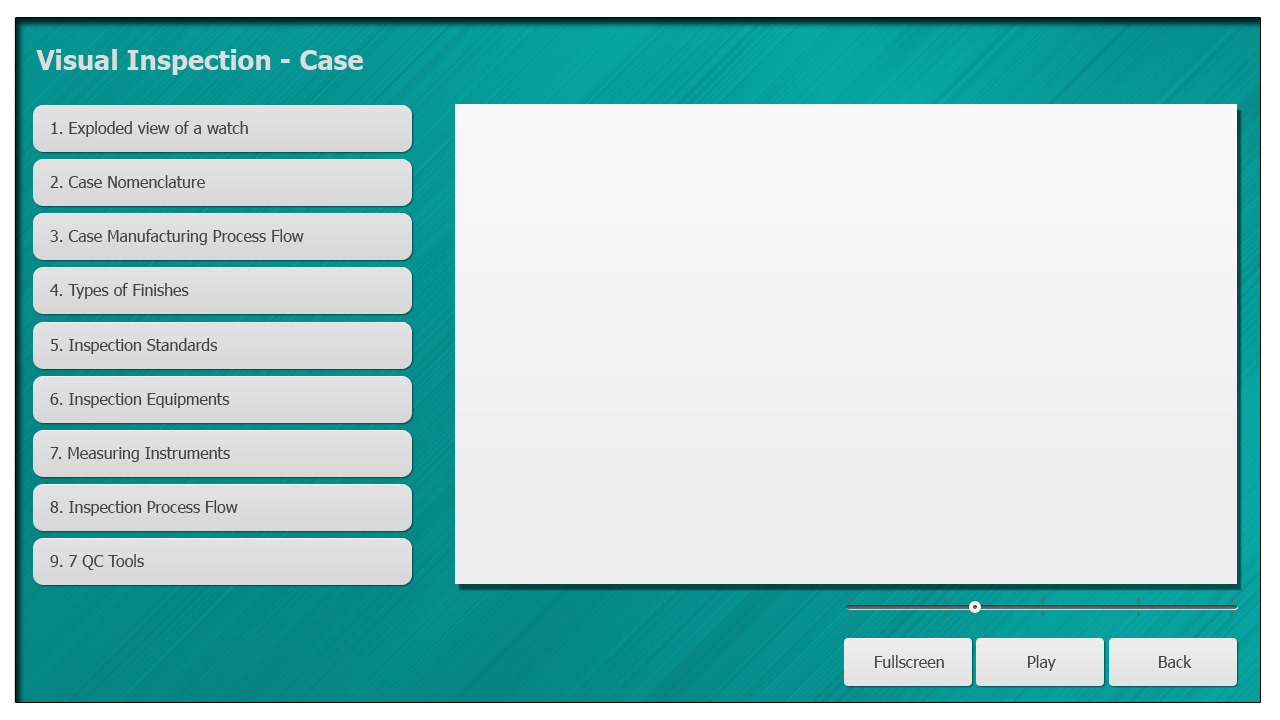 Visual Inspection - Case
1. Exploded view of a watch
2. Case Nomenclature
3. Case Manufacturing Process Flow
4. Types of Finishes
5. Inspection Standards
6. Inspection Equipments
7. Measuring Instruments
8. Inspection Process Flow
9. 7 QC Tools
Fullscreen
Play
Back